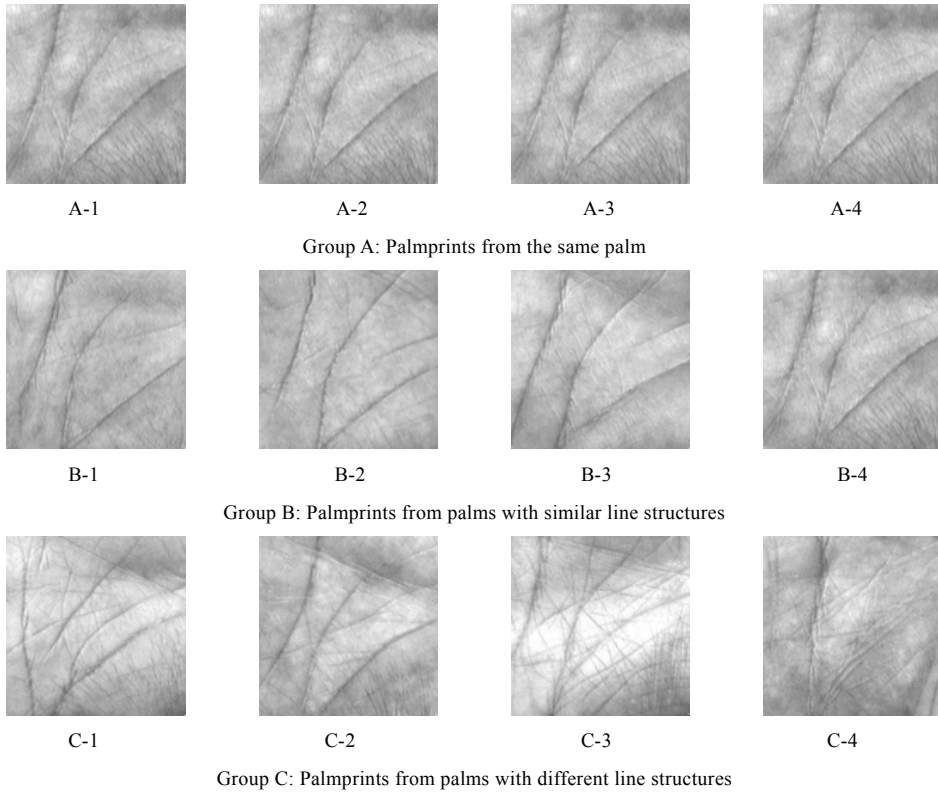 A-1 A-2 A-3 A-4
Group A: Palmprints from the same palm
B-1 B-2 B-3 B-4
Group B: Palmprints from palms with similar line structures
C-1 C-2 C-3 C-4
Group C: Palmprints from palms with different line structures